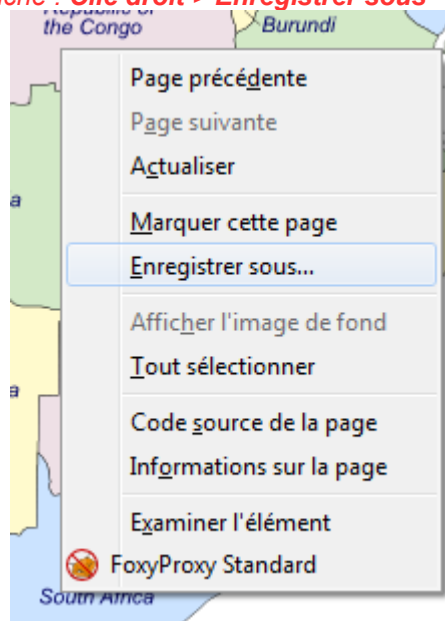 : Clic droit > Enregistrer sous
Republic of
the Congo
Burundi
Page précédente
Page suivante
Actualiser
a
Marquer cette page
Enregistrer sous...
Afficher l'image de fond
Tout sélectionner
a
Code source de la page
Informations sur la page
Examiner l'élément
FoxyProxy Standard
South Africa